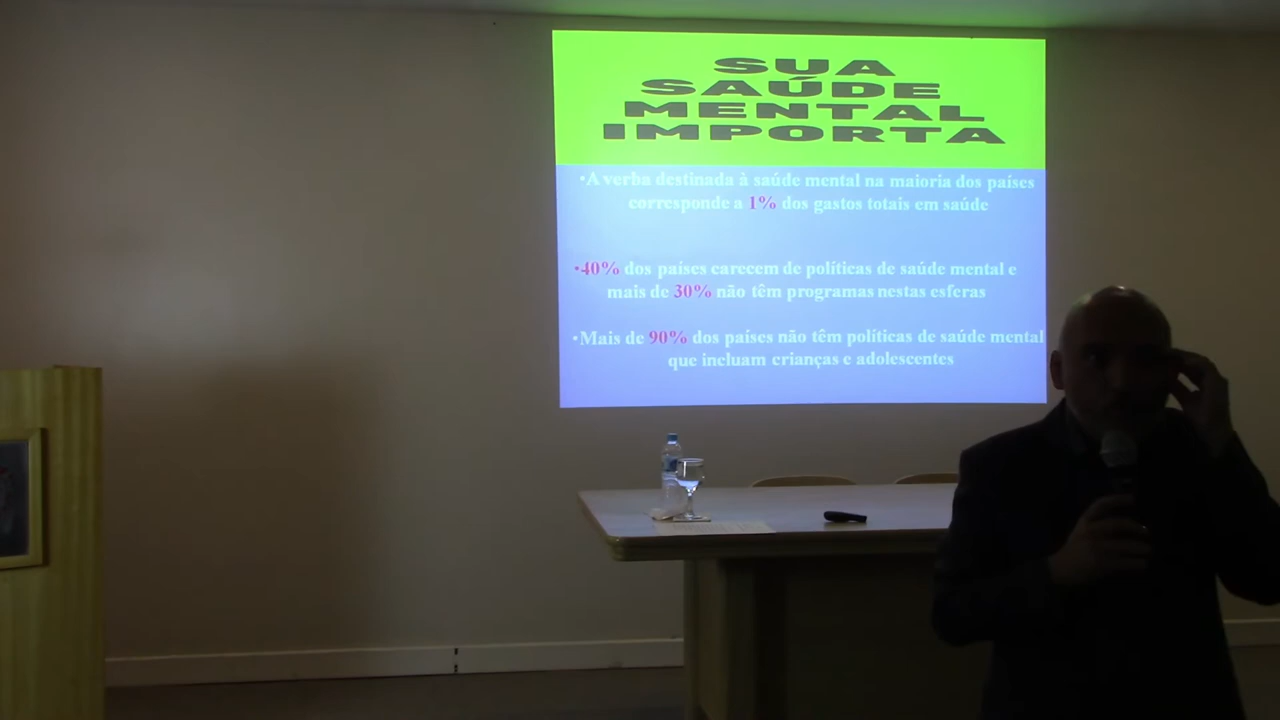 SUA
SAÚDE
MENTAL
IMPORTA
•A verba destinada à saúde mental na maioria dos países
corresponde a 1% dos gastos totais em saúde
•40% dos países carecem de políticas de saúde mental e
mais de 30% não têm programas nestas esferas
•Mais de 90% dos países não têm políticas de saúde mental
que incluam crianças e adolescentes